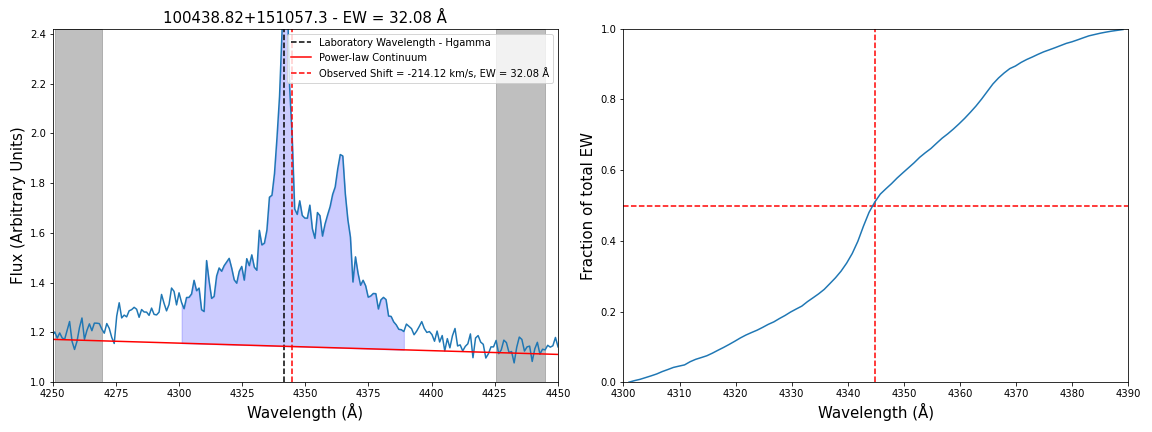 100438.82+151057.3 - EW = 32.08 Å
Laboratory Wavelength - Hgamma
Power-law Continuum
Observed Shift = -214.12 km/s, EW = 32.08 Å
Flux (Arbitrary Units)
2.4
2.2
2.0
1.8
1.6
1.4
1.2
1.0
4250 4275 4300 4325 4350 4375 4400 4425 4450
Wavelength (Å)
Fraction of total EW
1.0
0.8
0.6
0.4
0.2
0.0
4300 4310 4320 4330 4340 4350 4360 4370 4380 4390
Wavelength (Å)